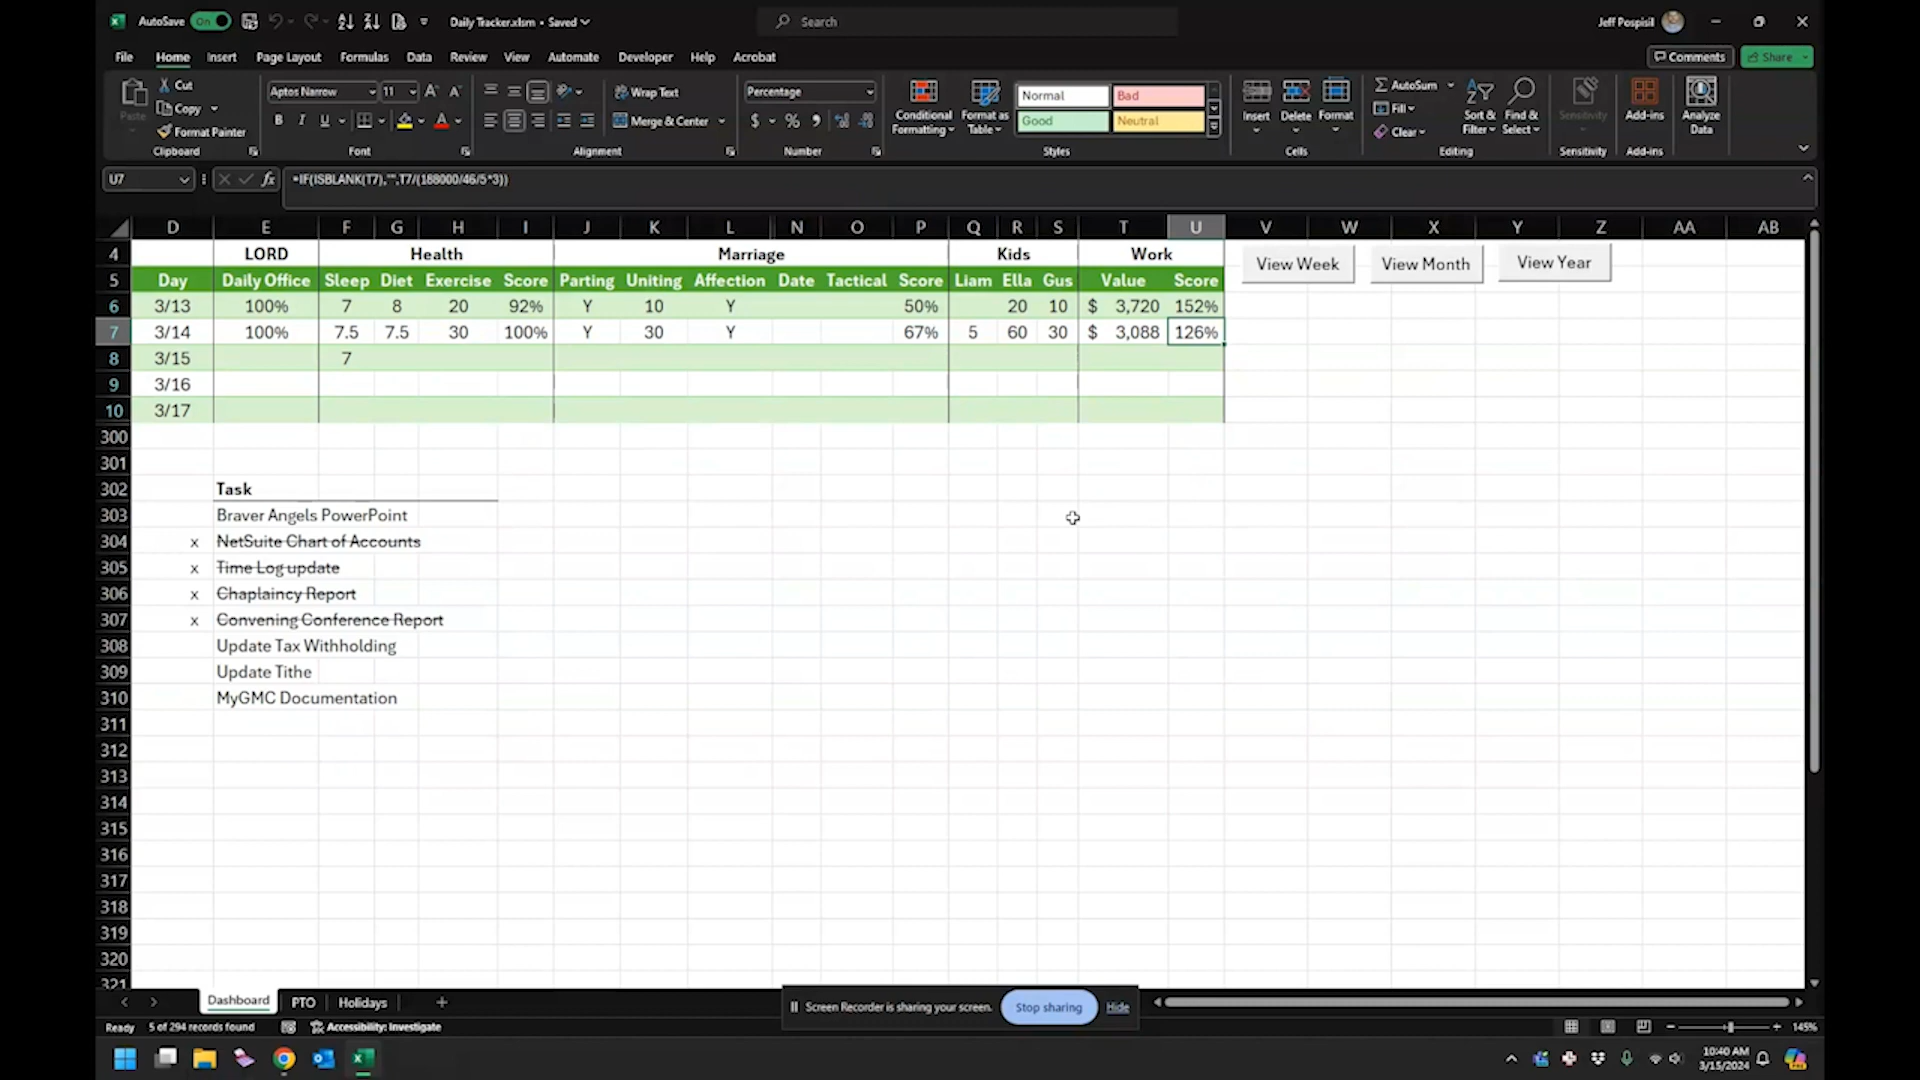 AutoSave On Daily Tracker.xlsm • Saved Search Jeff Pospisil
File Home Insert Page Layout Formulas Data Review View Automate Developer Help Acrobat Comments Share
Paste Cut Copy Format Painter Clipboard
Aptos Narrow 11 A A B I U A Font
Wrap Text Merge & Center Alignment
Percentage $ % , Number
Conditional Formatting Format as Table Normal Bad Good Neutral Styles
Insert Delete Format Cells
AutoSum Fill Clear Sort & Filter Find & Select Editing
Sensitivity Sensitivity
Add-ins Add-ins
Analyze Data
U7 fx =IF(ISBLANK(T7),"",T7/(188000/46/5*3))
D E F G H I J K L N O P Q R S T U V W X Y Z AA AB
4 LORD Health Marriage Kids Work View Week View Month View Year
5 Day Daily Office Sleep Diet Exercise Score Parting Uniting Affection Date Tactical Score Liam Ella Gus Value Score
6 3/13 100% 7 8 20 92% Y 10 Y 50% 20 10 $ 3,720 152%
7 3/14 100% 7.5 7.5 30 100% Y 30 Y 67% 5 60 30 $ 3,088 126%
8 3/15 7
9 3/16
10 3/17
300
301
302 Task
303 Braver Angels PowerPoint
304 x NetSuite Chart of Accounts
305 x Time Log update
306 x Chaplaincy Report
307 x Convening Conference Report
308 Update Tax Withholding
309 Update Tithe
310 MyGMC Documentation
311
312
313
314
315
316
317
318
319
320
321
Dashboard PTO Holidays +
Screen Recorder is sharing your screen. Stop sharing Hide
Ready 5 of 294 records found Accessibility: Investigate 145%
10:40 AM
3/15/2024